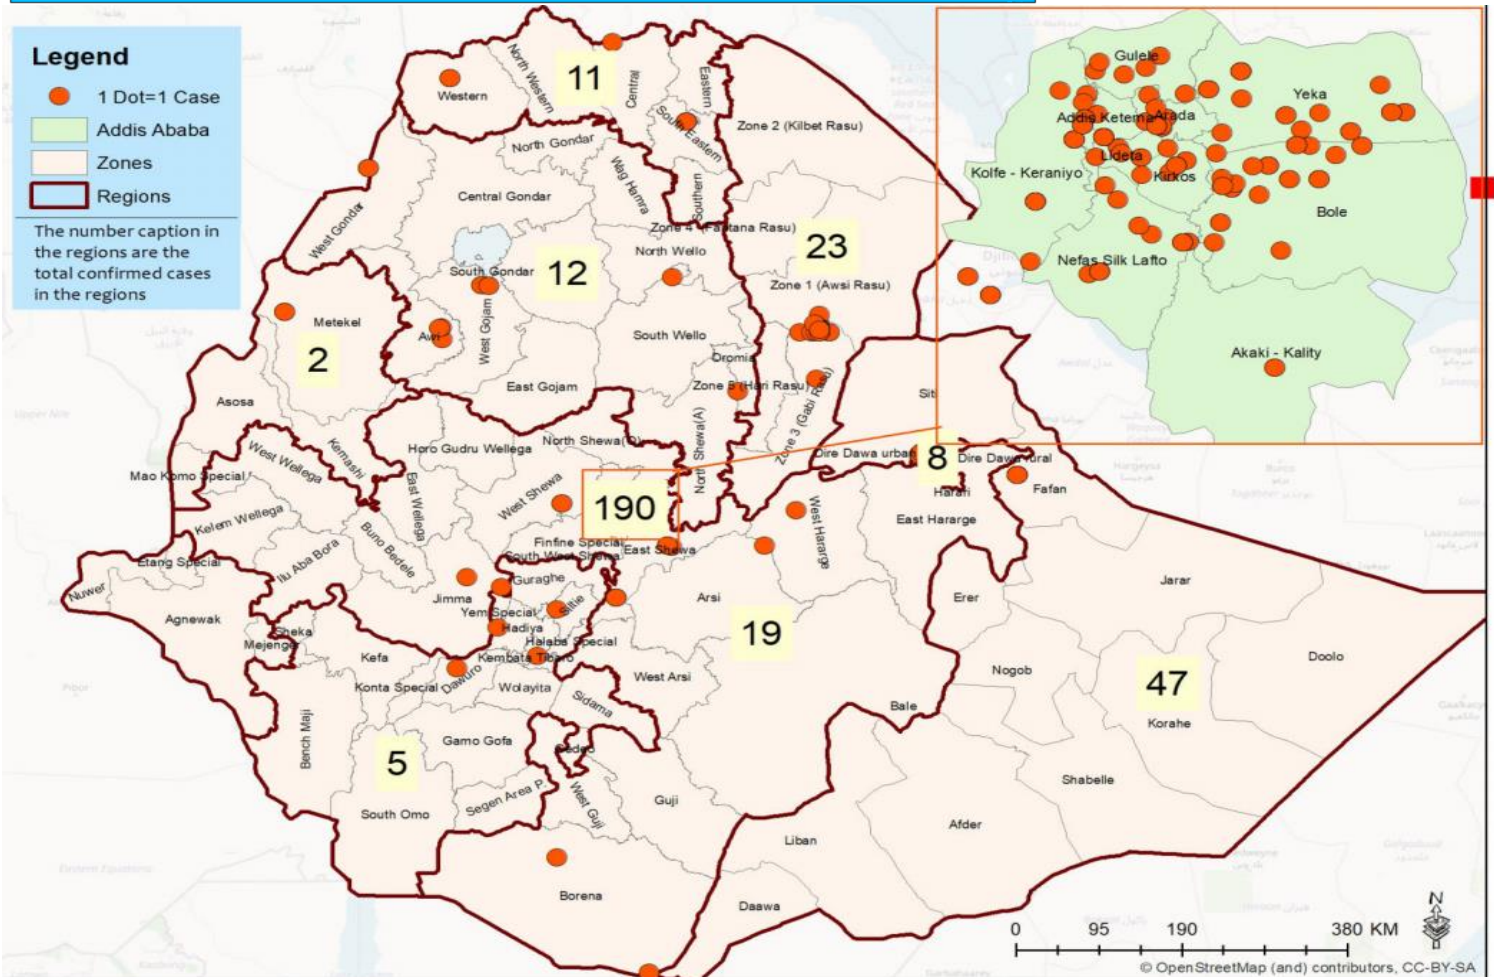 Legend
1 Dot=1 Case
Addis Ababa
Zones
Regions
The number caption in
the regions are the
total confirmed cases
in the regions
Western
North Western
11
Central
Eastern
South Eastern
Southern
Zone 2 (Kilbet Rasu)
North Gondar
Wag Hamra
Central Gondar
West Gondar
Zone 4 (Fantana Rasu)
North Wello
23
South Gondar
12
Zone 1 (Awsi Rasu)
Metekel
Awi
West Gojam
South Wello
2
Oromia
East Gojam
Zone 5 (Hari Rasu)
Zone 3 (Gabi Rasu)
Siti
Asosa
Kemashi
Horo Gudru Wellega
North Shewa(O)
North Shewa(A)
Dire Dawa urban
8
Dire Dawa rural
West Wellega
Mao Komo Special
East Wellega
West Shewa
190
Harari
Fafan
Kelem Wellega
Buno Bedele
Ilu Aba Bora
West Hararge
East Hararge
Finfine Special
South West Shewa
East Shewa
Etang Special
Nuwer
Agnewak
Jimma
Guraghe
Yem Special
Siltie
Arsi
Erer
Jarar
Sheka
Mejenger
Hadiya
Halaba Special
19
Kefa
Kembata Tibaro
Konta Special
Dawuro
Wolayita
West Arsi
Sidama
Nogob
47
Korahe
Doolo
Bale
Bench Maji
Gamo Gofa
Gedeo
5
South Omo
Segen Area P.
West Guji
Guji
Shabelle
Afder
Liban
Borena
Daawa
Gulele
Yeka
Addis Ketema
Arada
Lideta
Kirkos
Kolfe - Keraniyo
Bole
Nefas Silk Lafto
Akaki - Kality
N
0 95 190 380 KM
© OpenStreetMap (and) contributors, CC-BY-SA